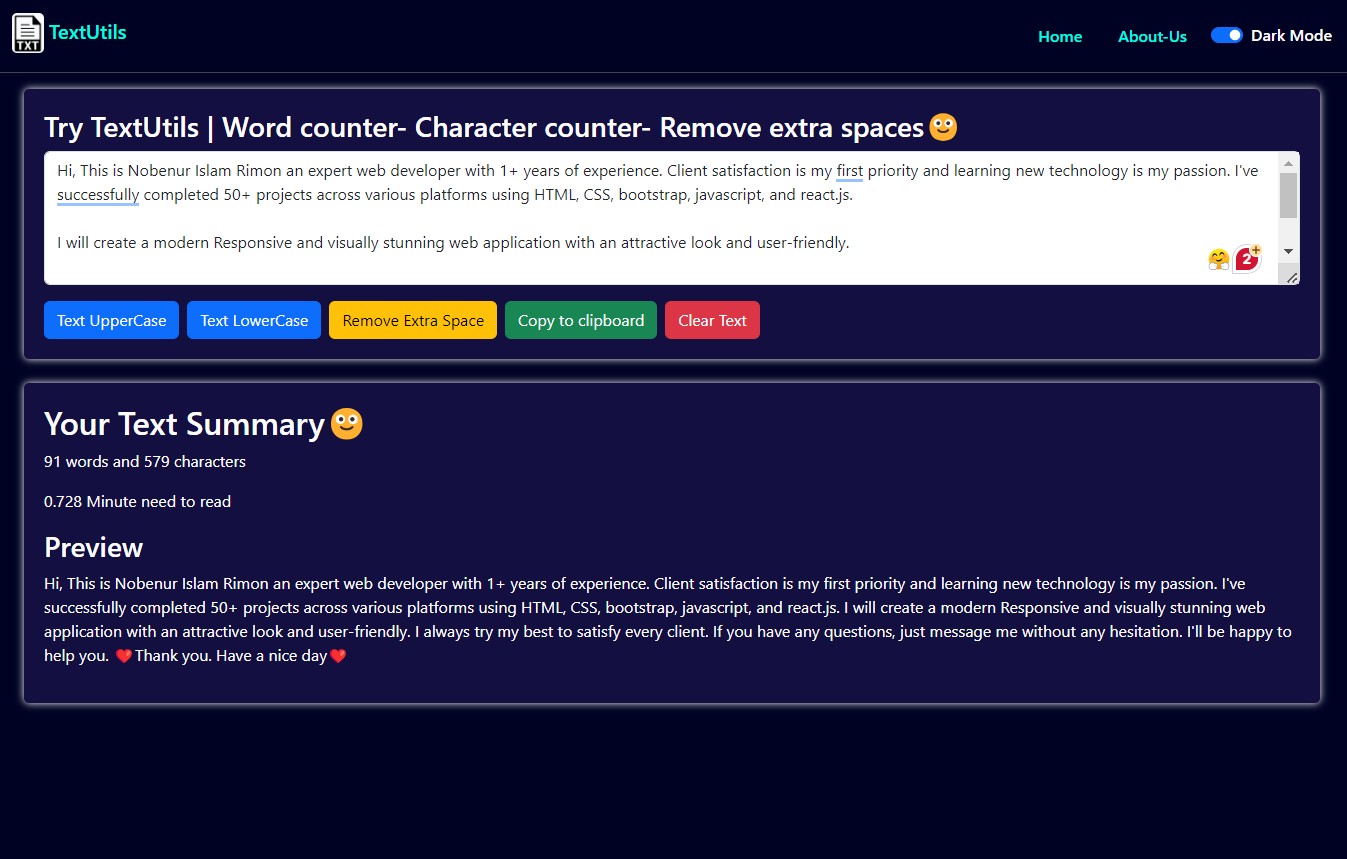 TXT
TextUtils
Home
About-Us
Dark Mode
Try TextUtils | Word counter- Character counter- Remove extra spaces🙂
Hi, This is Nobenur Islam Rimon an expert web developer with 1+ years of experience. Client satisfaction is my first priority and learning new technology is my passion. I've
successfully completed 50+ projects across various platforms using HTML, CSS, bootstrap, javascript, and react.js.
I will create a modern Responsive and visually stunning web application with an attractive look and user-friendly.
2+
Text UpperCase
Text LowerCase
Remove Extra Space
Copy to clipboard
Clear Text
Your Text Summary🙂
91 words and 579 characters
0.728 Minute need to read
Preview
Hi, This is Nobenur Islam Rimon an expert web developer with 1+ years of experience. Client satisfaction is my first priority and learning new technology is my passion. I've
successfully completed 50+ projects across various platforms using HTML, CSS, bootstrap, javascript, and react.js. I will create a modern Responsive and visually stunning web
application with an attractive look and user-friendly. I always try my best to satisfy every client. If you have any questions, just message me without any hesitation. I'll be happy to
help you. ❤️Thank you. Have a nice day❤️